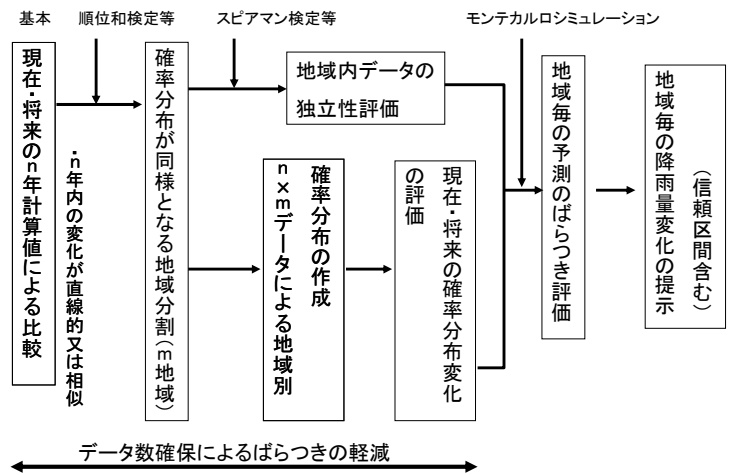 基本
順位和検定等
スピアマン検定等
モンテカルロシミュレーション
現在・将来のn年計算値による比較
・n年内の変化が直線的又は相似
確率分布が同様となる地域分割(m地域)
地域内データの
独立性評価
確率分布の作成
n×mデータによる地域別
現在・将来の確率分布変化
の評価
地域毎の予測のばらつき評価
(信頼区間含む)
地域毎の降雨量変化の提示
データ数確保によるばらつきの軽減